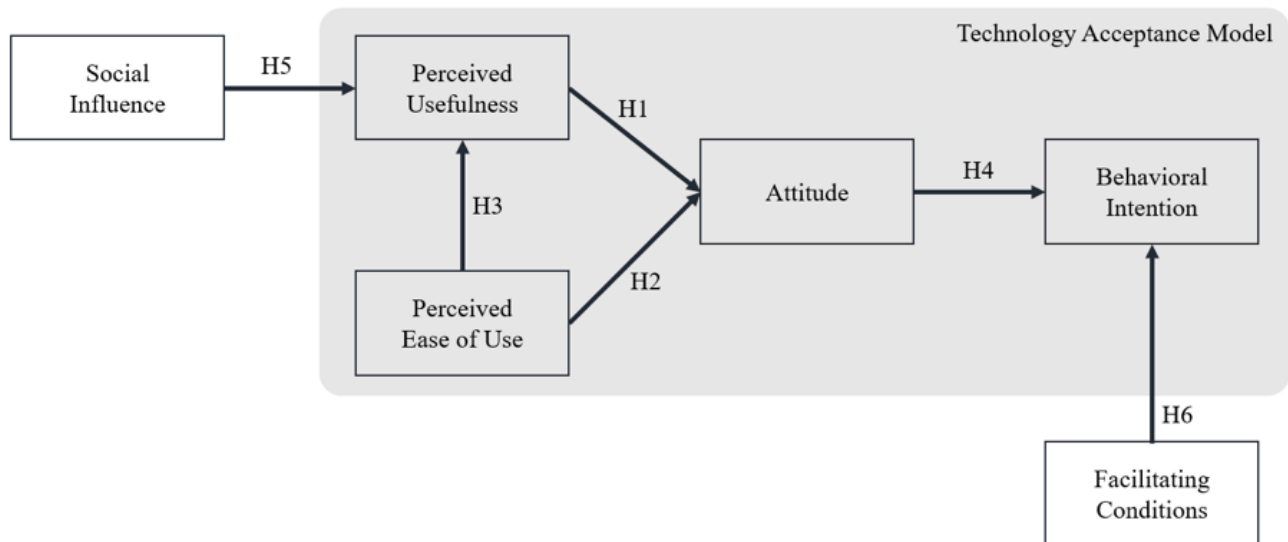 Technology Acceptance Model
Social
Influence
H5
Perceived
Usefulness
H1
H3
Attitude
H4
Behavioral
Intention
H2
Perceived
Ease of Use
H6
Facilitating
Conditions